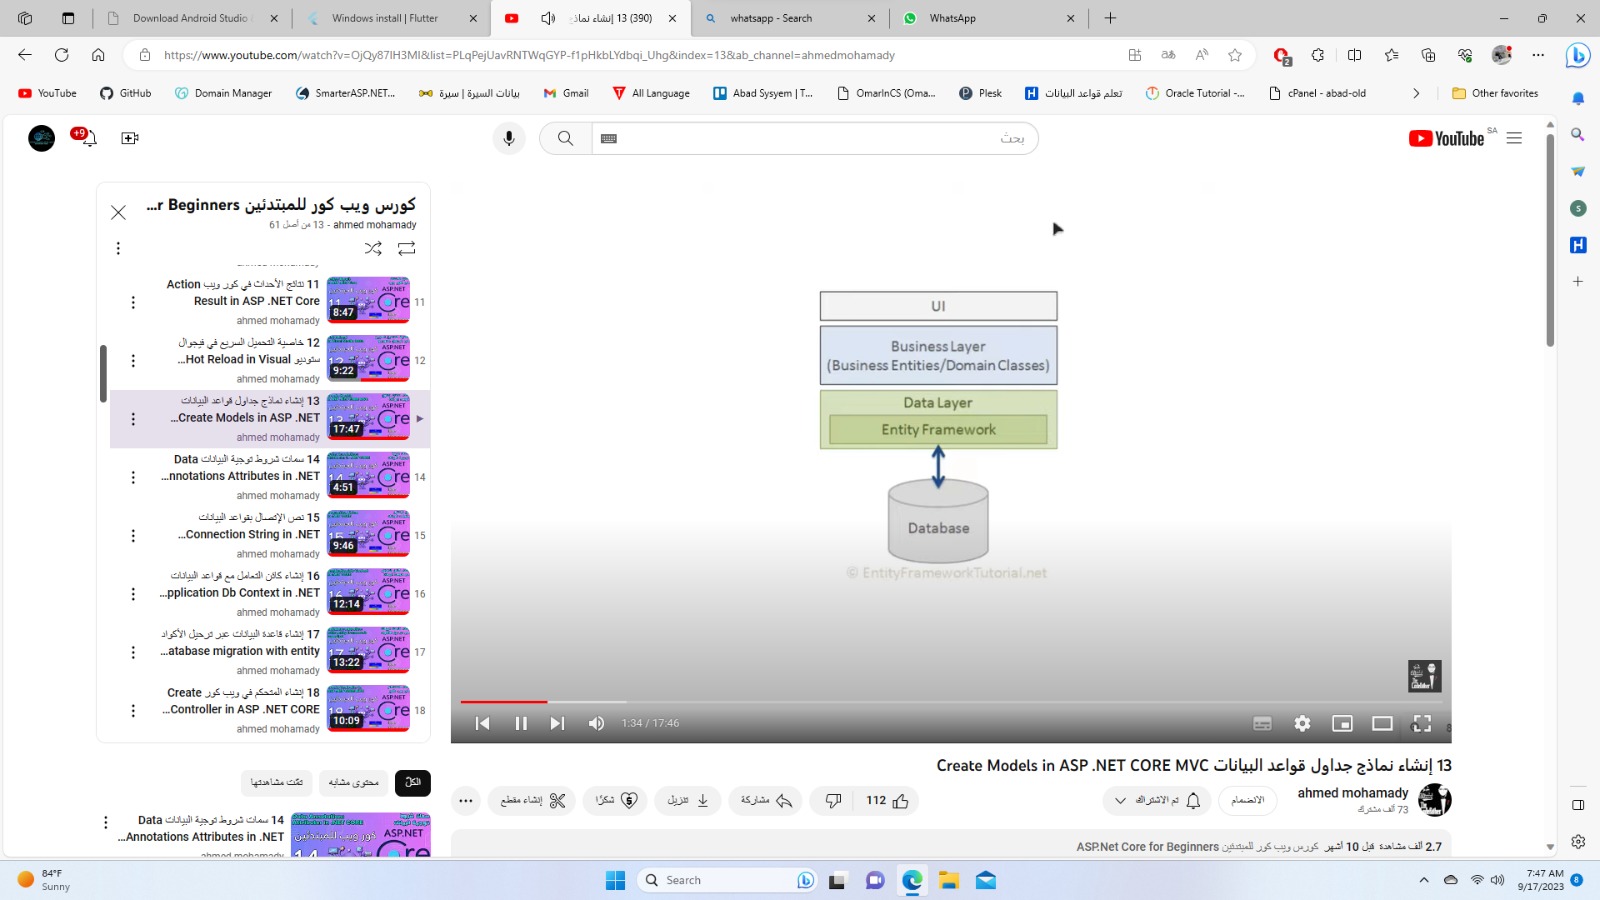 Download Android Studio
Windows install | Flutter
(390) 13 إنشاء نماذج
whatsapp - Search
WhatsApp
https://www.youtube.com/watch?v=OjQy87IH3MI&list=PLqPejUavRNTWqGYP-f1pHkbLYdbqi_Uhg&index=13&ab_channel=ahmedmohamady
2
YouTube
GitHub
Domain Manager
SmarterASP.NET...
بيانات السيرة | سيرة
Gmail
All Language
Abad Sysyem | T...
OmarInCS (Oma...
Plesk
تعلم قواعد البيانات
Oracle Tutorial -...
cPanel - abad-old
Other favorites
+9
بحث
YouTube SA
كورس ويب كور للمبتدئين r Beginners...
ahmed mohamady - 13 من أصل 61
11 نتائج الأحداث في كور ويب Action
Result in ASP .NET Core
ahmed mohamady
8:47
11
12 خاصية التحميل السريع في فيجوال
ستوديو Hot Reload in Visual...
ahmed mohamady
9:22
12
13 إنشاء نماذج جداول قواعد البيانات
...Create Models in ASP .NET
ahmed mohamady
17:47
14 سمات شروط توجية البيانات Data
...nnotations Attributes in .NET
ahmed mohamady
4:51
14
15 نص الإتصال بقواعد البيانات
...Connection String in .NET
ahmed mohamady
9:46
15
16 إنشاء كائن التعامل مع قواعد البيانات
...pplication Db Context in .NET
ahmed mohamady
12:14
16
17 إنشاء قاعدة البيانات عبر ترحيل الأكواد
...atabase migration with entity
ahmed mohamady
13:22
17
18 إنشاء المتحكم في ويب كور Create
...Controller in ASP .NET CORE
ahmed mohamady
10:09
18
UI
Business Layer
(Business Entities/Domain Classes)
Data Layer
Entity Framework
Database
© EntityFrameworkTutorial.net
1:34 / 17:46
13 إنشاء نماذج جداول قواعد البيانات Create Models in ASP .NET CORE MVC
ahmed mohamady
73 ألف مشترك
الانضمام
تم الاشتراك
112
مشاركة
تنزيل
شكرًا
إنشاء مقطع
2.7 ألف مشاهدة قبل 10 أشهر كورس ويب كور للمبتدئين ASP.Net Core for Beginners
الكلّ
محتوى مشابه
تمّت مشاهدتها
14 سمات شروط توجية البيانات Data
...Annotations Attributes in .NET
ahmed mohamady
84°F
Sunny
Search
7:47 AM
9/17/2023
8